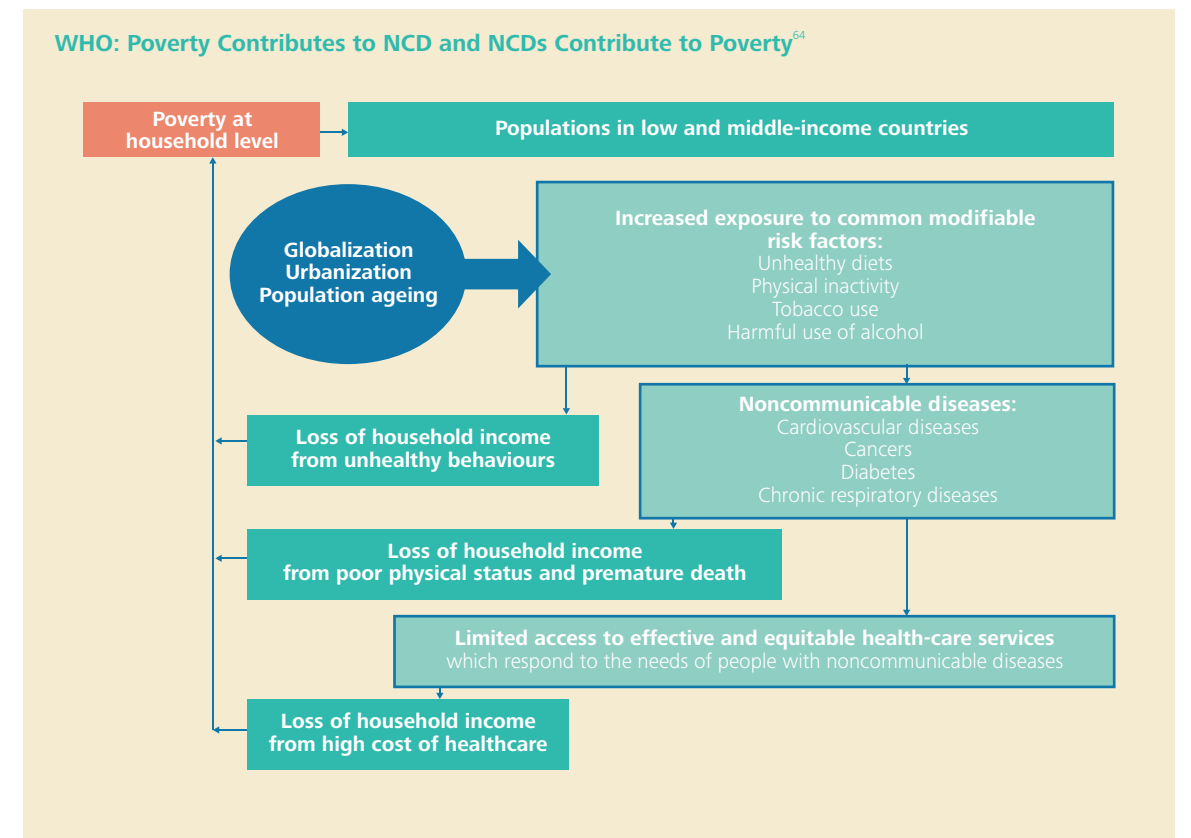 WHO: Poverty Contributes to NCD and NCDs Contribute to Poverty64
Poverty at
household level
Populations in low and middle-income countries
Globalization
Urbanization
Population ageing
Increased exposure to common modifiable
risk factors:
Unhealthy diets
Physical inactivity
Tobacco use
Harmful use of alcohol
Noncommunicable diseases:
Cardiovascular diseases
Cancers
Diabetes
Chronic respiratory diseases
Loss of household income
from unhealthy behaviours
Loss of household income
from poor physical status and premature death
Limited access to effective and equitable health-care services
which respond to the needs of people with noncommunicable diseases
Loss of household income
from high cost of healthcare